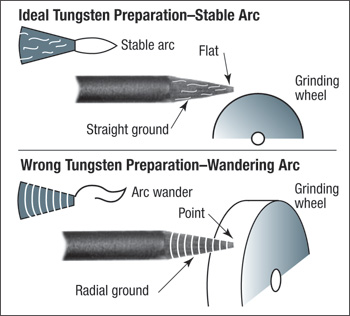 Ideal Tungsten Preparation–Stable Arc
Stable arc
Flat
Grinding
wheel
Straight ground
Wrong Tungsten Preparation–Wandering Arc
Arc wander
Grinding
wheel
Point
Radial ground